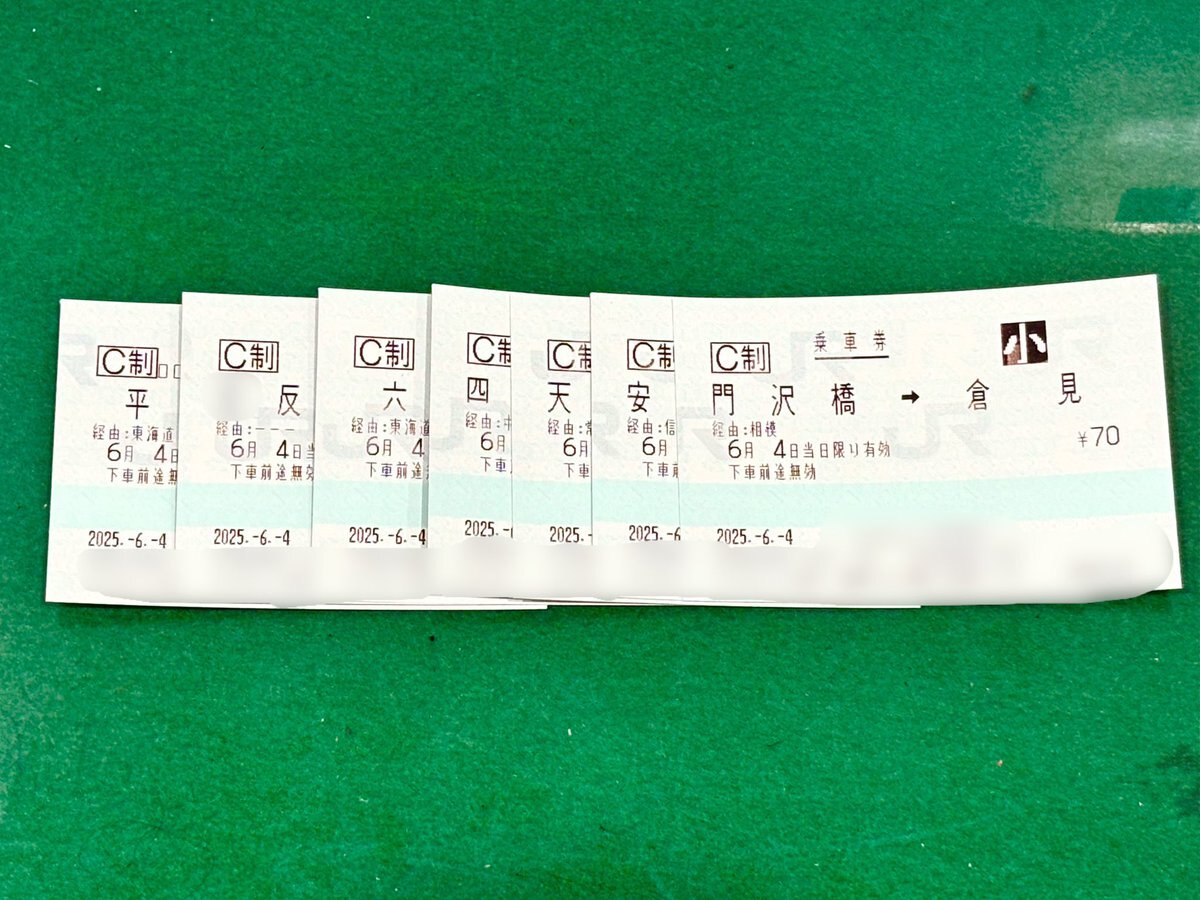 C制
平
経由:東海道
6月 4日
下車前途無
2025.-6.-4
C制
反
経由:---
6月 4日当
下車前途無効
2025.-6.-4
C制
六
経由:東海道
6月 4
下車前途無
2025.-6.-4
C制
四
経由:中
6月
下車
2025.-
C制
天
経由:常
6月
下車
2025.-
C制
安
経由:信
6月
下車前
2025.-6
C制 乗車券 小
門沢橋 → 倉見
経由:相模
¥70
6月 4日当日限り有効
下車前途無効
2025.-6.-4